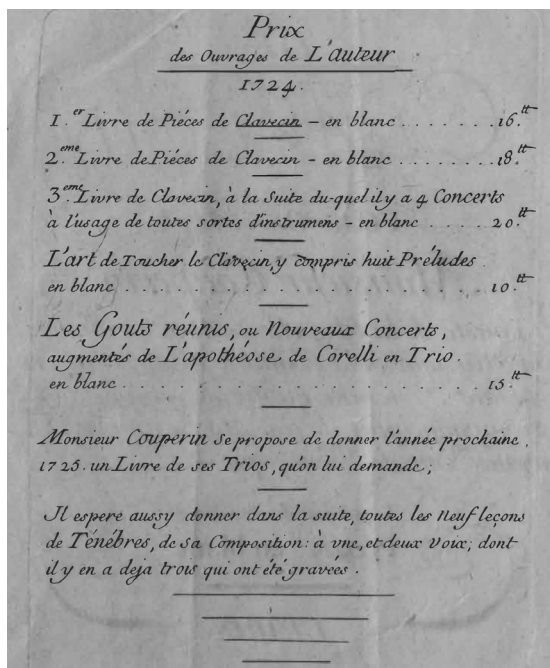 Prix
des Ouvrages de L'auteur
1724.
1.er Livre de Piéces de Clavecin - en blanc . . . . . . . 16.tt
2.eme Livre de Piéces de Clavecin - en blanc . . . . . . . 18.tt
3.eme Livre de Clavecin, à la Suite du-quel il y a 4 Concerts
à l'usage de toutes sortes d'instrumens - en blanc . . . . . 20.tt
L'art de Toucher le Clavecin, y compris huit Préludes
en blanc . . . . . . . . . . . . . . . . . . . . 10.tt
Les Gouts réunis, ou Nouveaux Concerts,
augmentés de L'apothéose de Corelli en Trio.
en blanc . . . . . . . . . . . . . . . . . . . . 15.tt
Monsieur Couperin se propose de donner l'année prochaine,
1725. un Livre de ses Trios, qu'on lui demande;
Il espere aussy donner dans la suite, toutes les Neuf leçons
de Ténébres, de Sa Composition: à vne, et deux Voix; dont
il y en a deja trois qui ont été gravées.